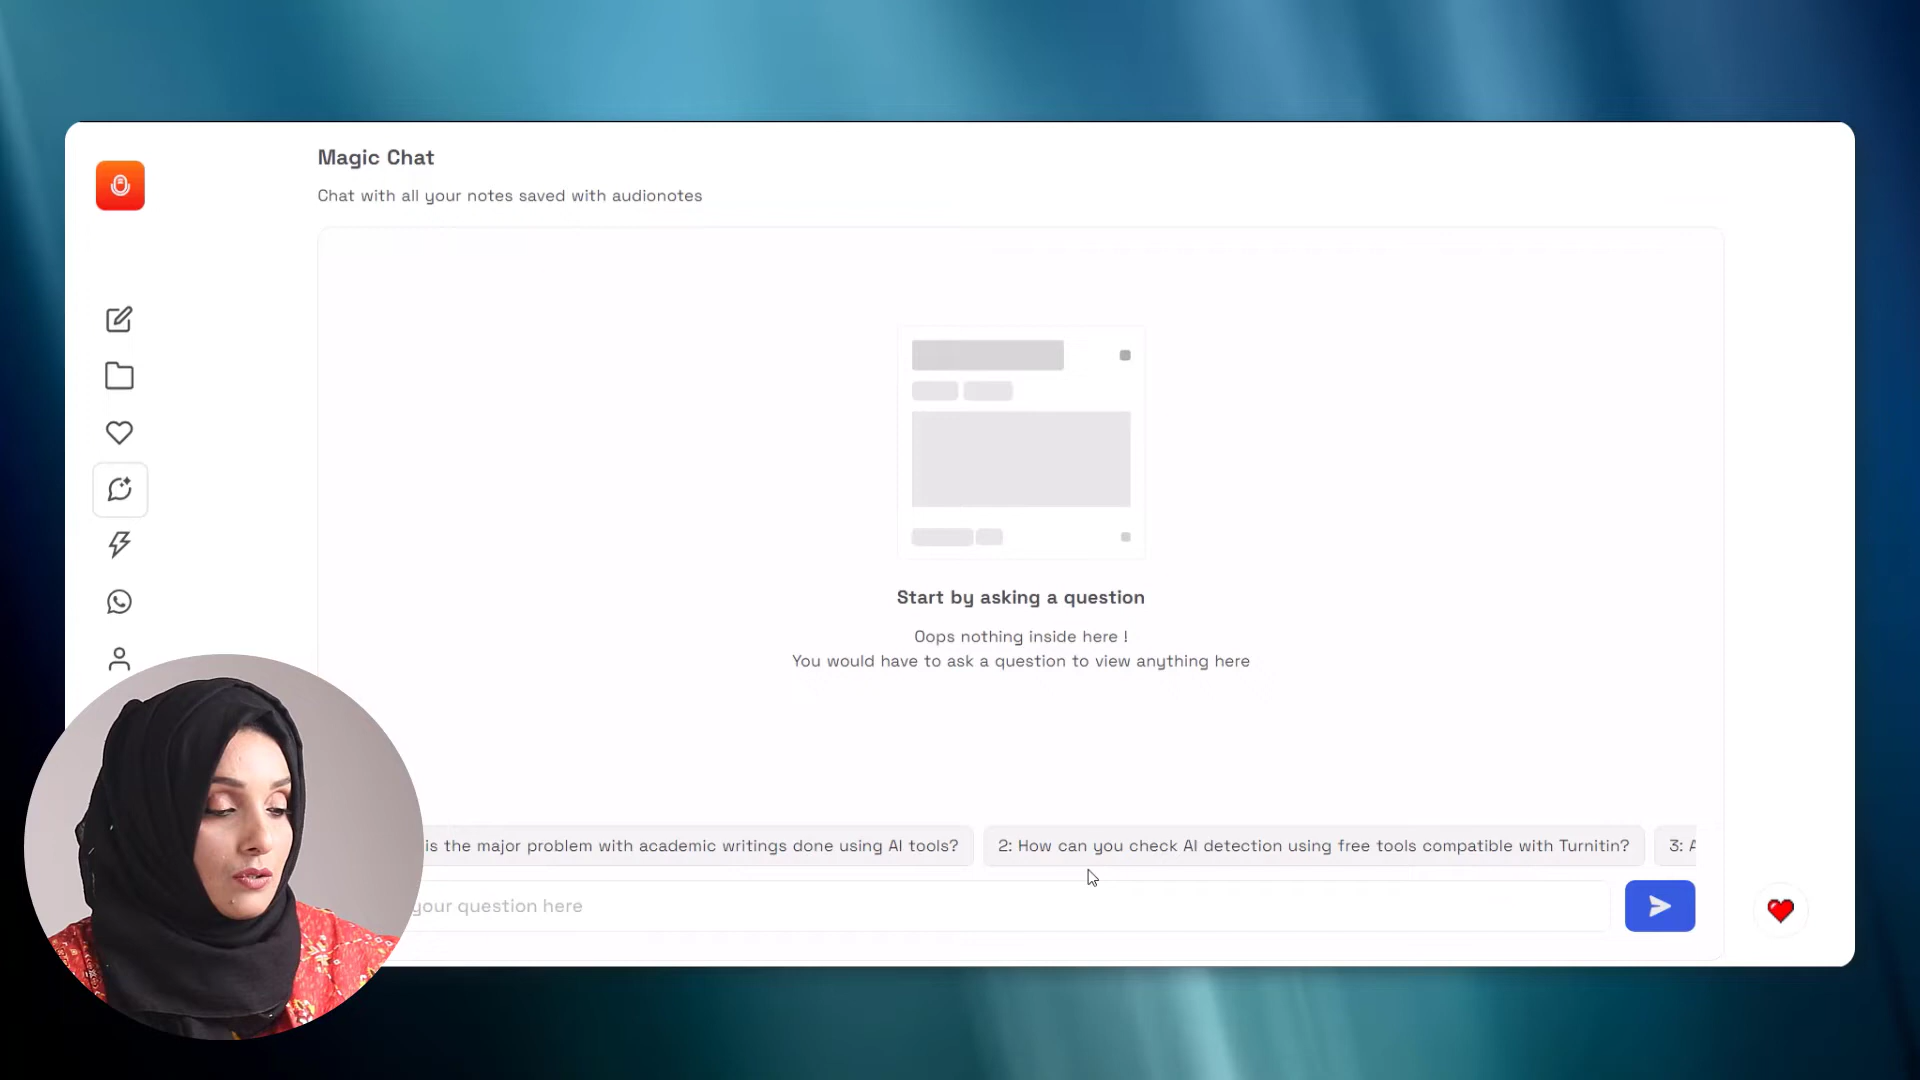 Magic Chat
Chat with all your notes saved with audionotes
Start by asking a question
Oops nothing inside here !
You would have to ask a question to view anything here
is the major problem with academic writings done using AI tools?
2: How can you check AI detection using free tools compatible with Turnitin?
3: A
your question here